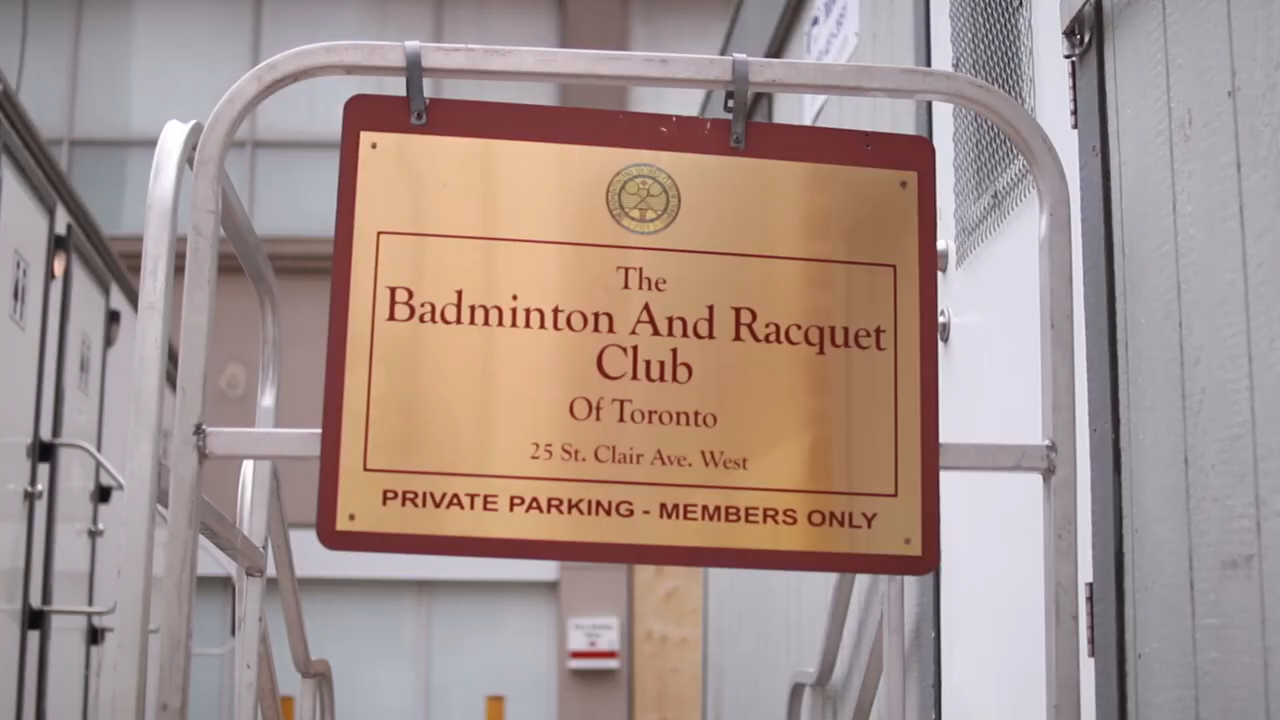 The
Badminton And Racquet
Club
Of Toronto
25 St. Clair Ave. West
PRIVATE PARKING - MEMBERS ONLY